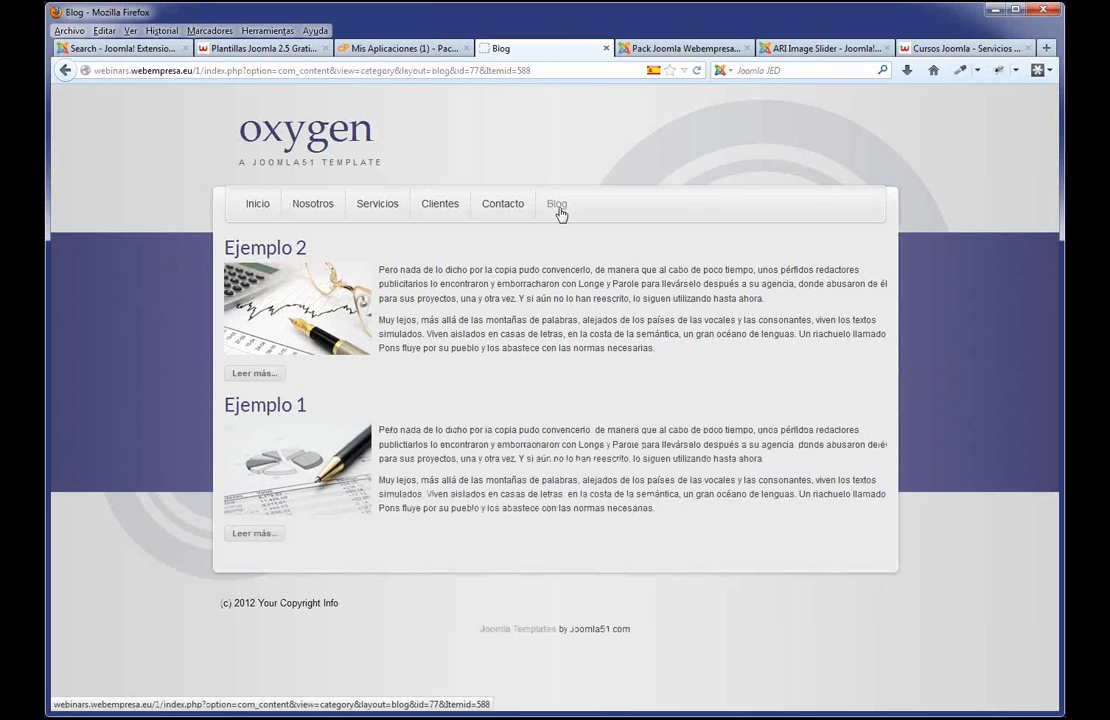 Blog - Mozilla Firefox
Archivo Editar Ver Historial Marcadores Herramientas Ayuda
Search - Joomla! Extensio... Plantillas Joomla 2.5 Grati... Mis Aplicaciones (1) - Pac... Blog Pack Joomla Webempresa... ARI Image Slider - Joomla!... Cursos Joomla - Servicios ...
webinars.webempresa.eu/1/index.php?option=com_content&view=category&layout=blog&id=77&Itemid=588 Joomla JED
oxygen
A JOOMLA51 TEMPLATE
Inicio Nosotros Servicios Clientes Contacto Blog
Ejemplo 2
Pero nada de lo dicho por la copia pudo convencerlo, de manera que al cabo de poco tiempo, unos pérfidos redactores
publicitarios lo encontraron y emborracharon con Longe y Parole para llevárselo después a su agencia, donde abusaron de él
para sus proyectos, una y otra vez. Y si aún no lo han reescrito, lo siguen utilizando hasta ahora.
Muy lejos, más allá de las montañas de palabras, alejados de los países de las vocales y las consonantes, viven los textos
simulados. Viven aislados en casas de letras, en la costa de la semántica, un gran océano de lenguas. Un riachuelo llamado
Pons fluye por su pueblo y los abastece con las normas necesarias.
Leer más...
Ejemplo 1
Pero nada de lo dicho por la copia pudo convencerlo, de manera que al cabo de poco tiempo, unos pérfidos redactores
publicitarios lo encontraron y emborracharon con Longe y Parole para llevárselo después a su agencia, donde abusaron de él
para sus proyectos, una y otra vez. Y si aún no lo han reescrito, lo siguen utilizando hasta ahora.
Muy lejos, más allá de las montañas de palabras, alejados de los países de las vocales y las consonantes, viven los textos
simulados. Viven aislados en casas de letras, en la costa de la semántica, un gran océano de lenguas. Un riachuelo llamado
Pons fluye por su pueblo y los abastece con las normas necesarias.
Leer más...
(c) 2012 Your Copyright Info
Joomla Templates by Joomla51.com
webinars.webempresa.eu/1/index.php?option=com_content&view=category&layout=blog&id=77&Itemid=588